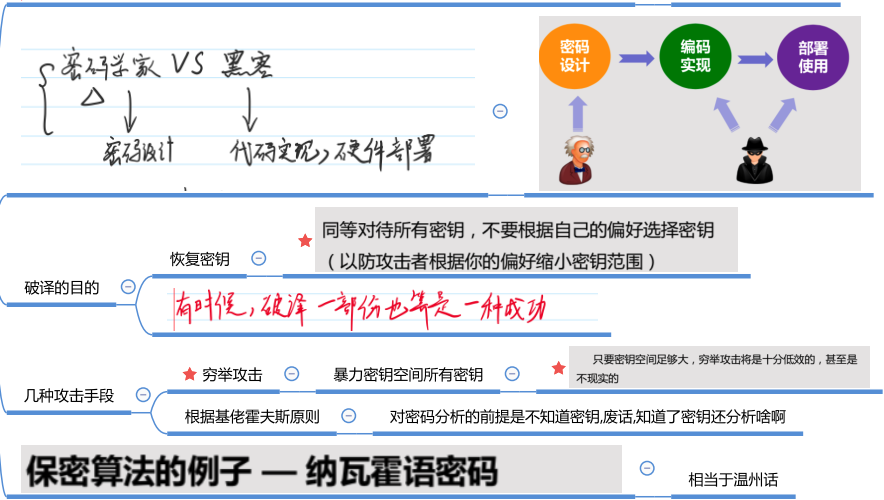 密码学家 VS 黑客
密码设计
代码实现,硬件部署
密码
设计
编码
实现
部署
使用
破译的目的
恢复密钥
同等对待所有密钥，不要根据自己的偏好选择密钥
（以防攻击者根据你的偏好缩小密钥范围）
有时候,破译一部份也算是一种成功
几种攻击手段
穷举攻击
暴力密钥空间所有密钥
只要密钥空间足够大，穷举攻击将是十分低效的，甚至是
不现实的
根据基佬霍夫斯原则
对密码分析的前提是不知道密钥,废话,知道了密钥还分析啥啊
保密算法的例子 — 纳瓦霍语密码
相当于温州话